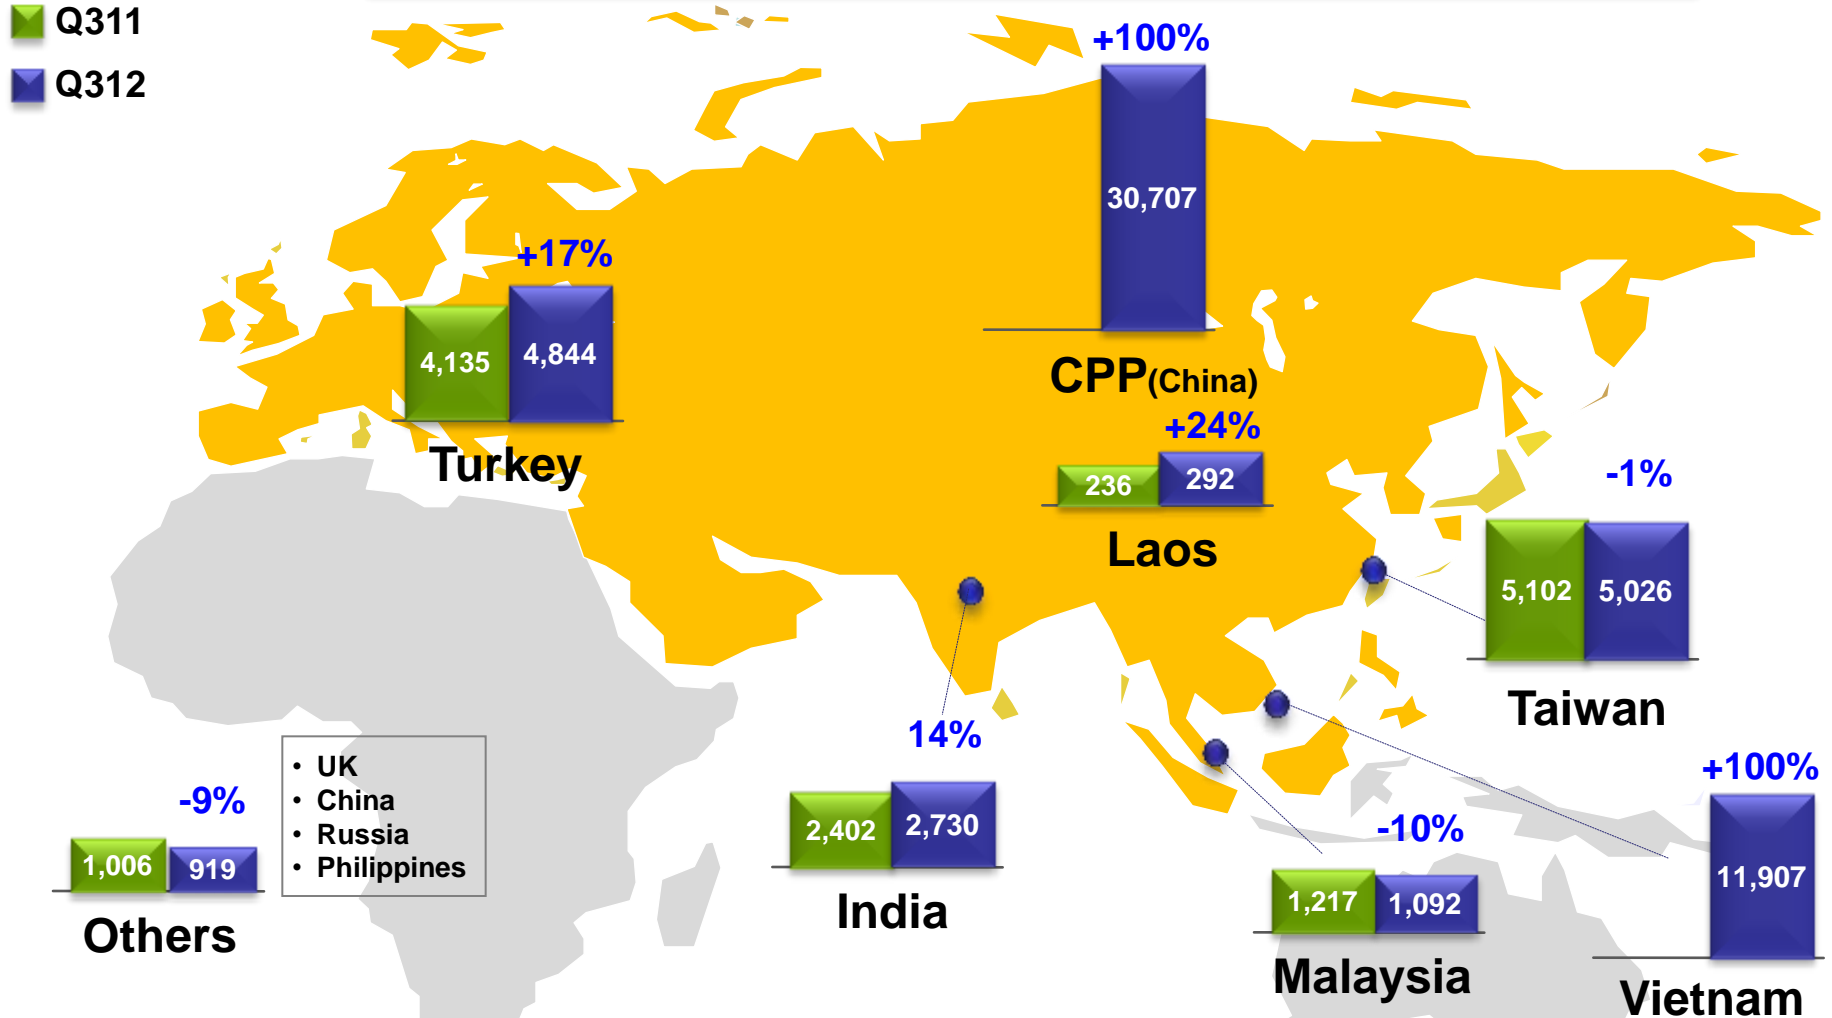 Q311
Q312
+100%
30,707
CPP(China)
+17%
4,135
4,844
Turkey
+24%
236
292
Laos
-1%
5,102
5,026
Taiwan
14%
2,402
2,730
India
-9%
1,006
919
Others
• UK
• China
• Russia
• Philippines
-10%
1,217
1,092
Malaysia
+100%
11,907
Vietnam